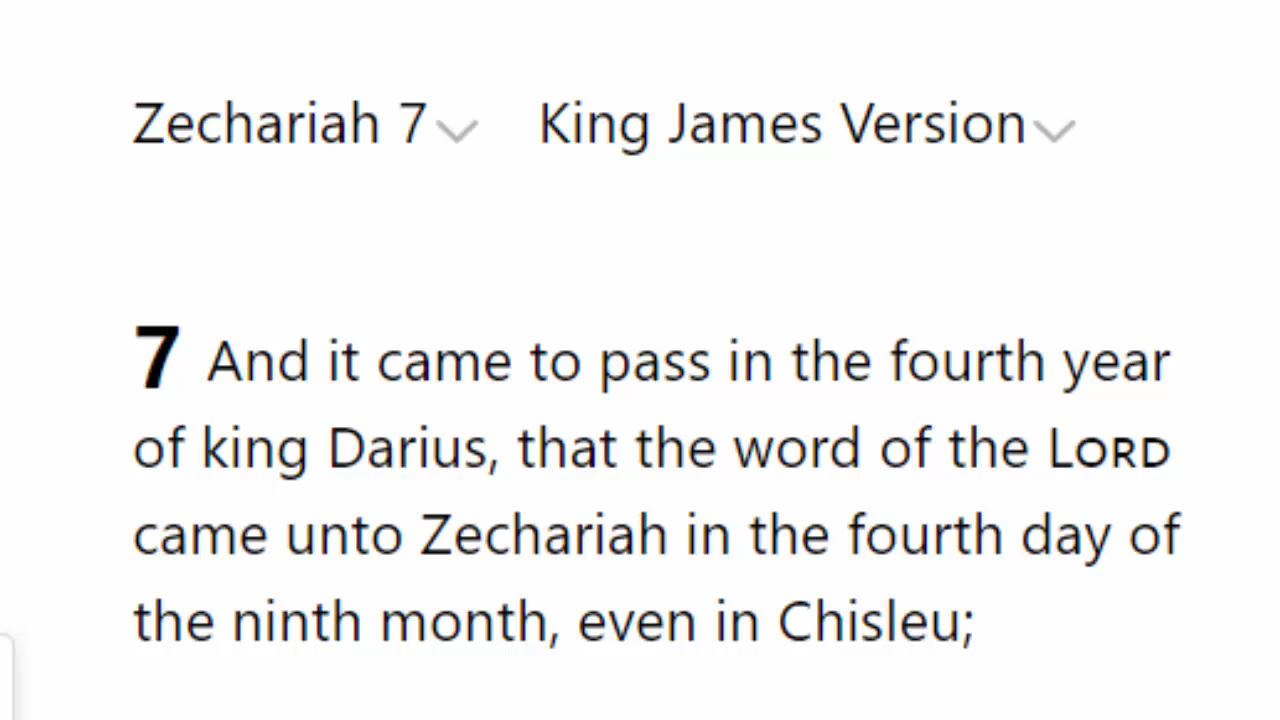 Zechariah 7 King James Version
7 And it came to pass in the fourth year
of king Darius, that the word of the LORD
came unto Zechariah in the fourth day of
the ninth month, even in Chisleu;